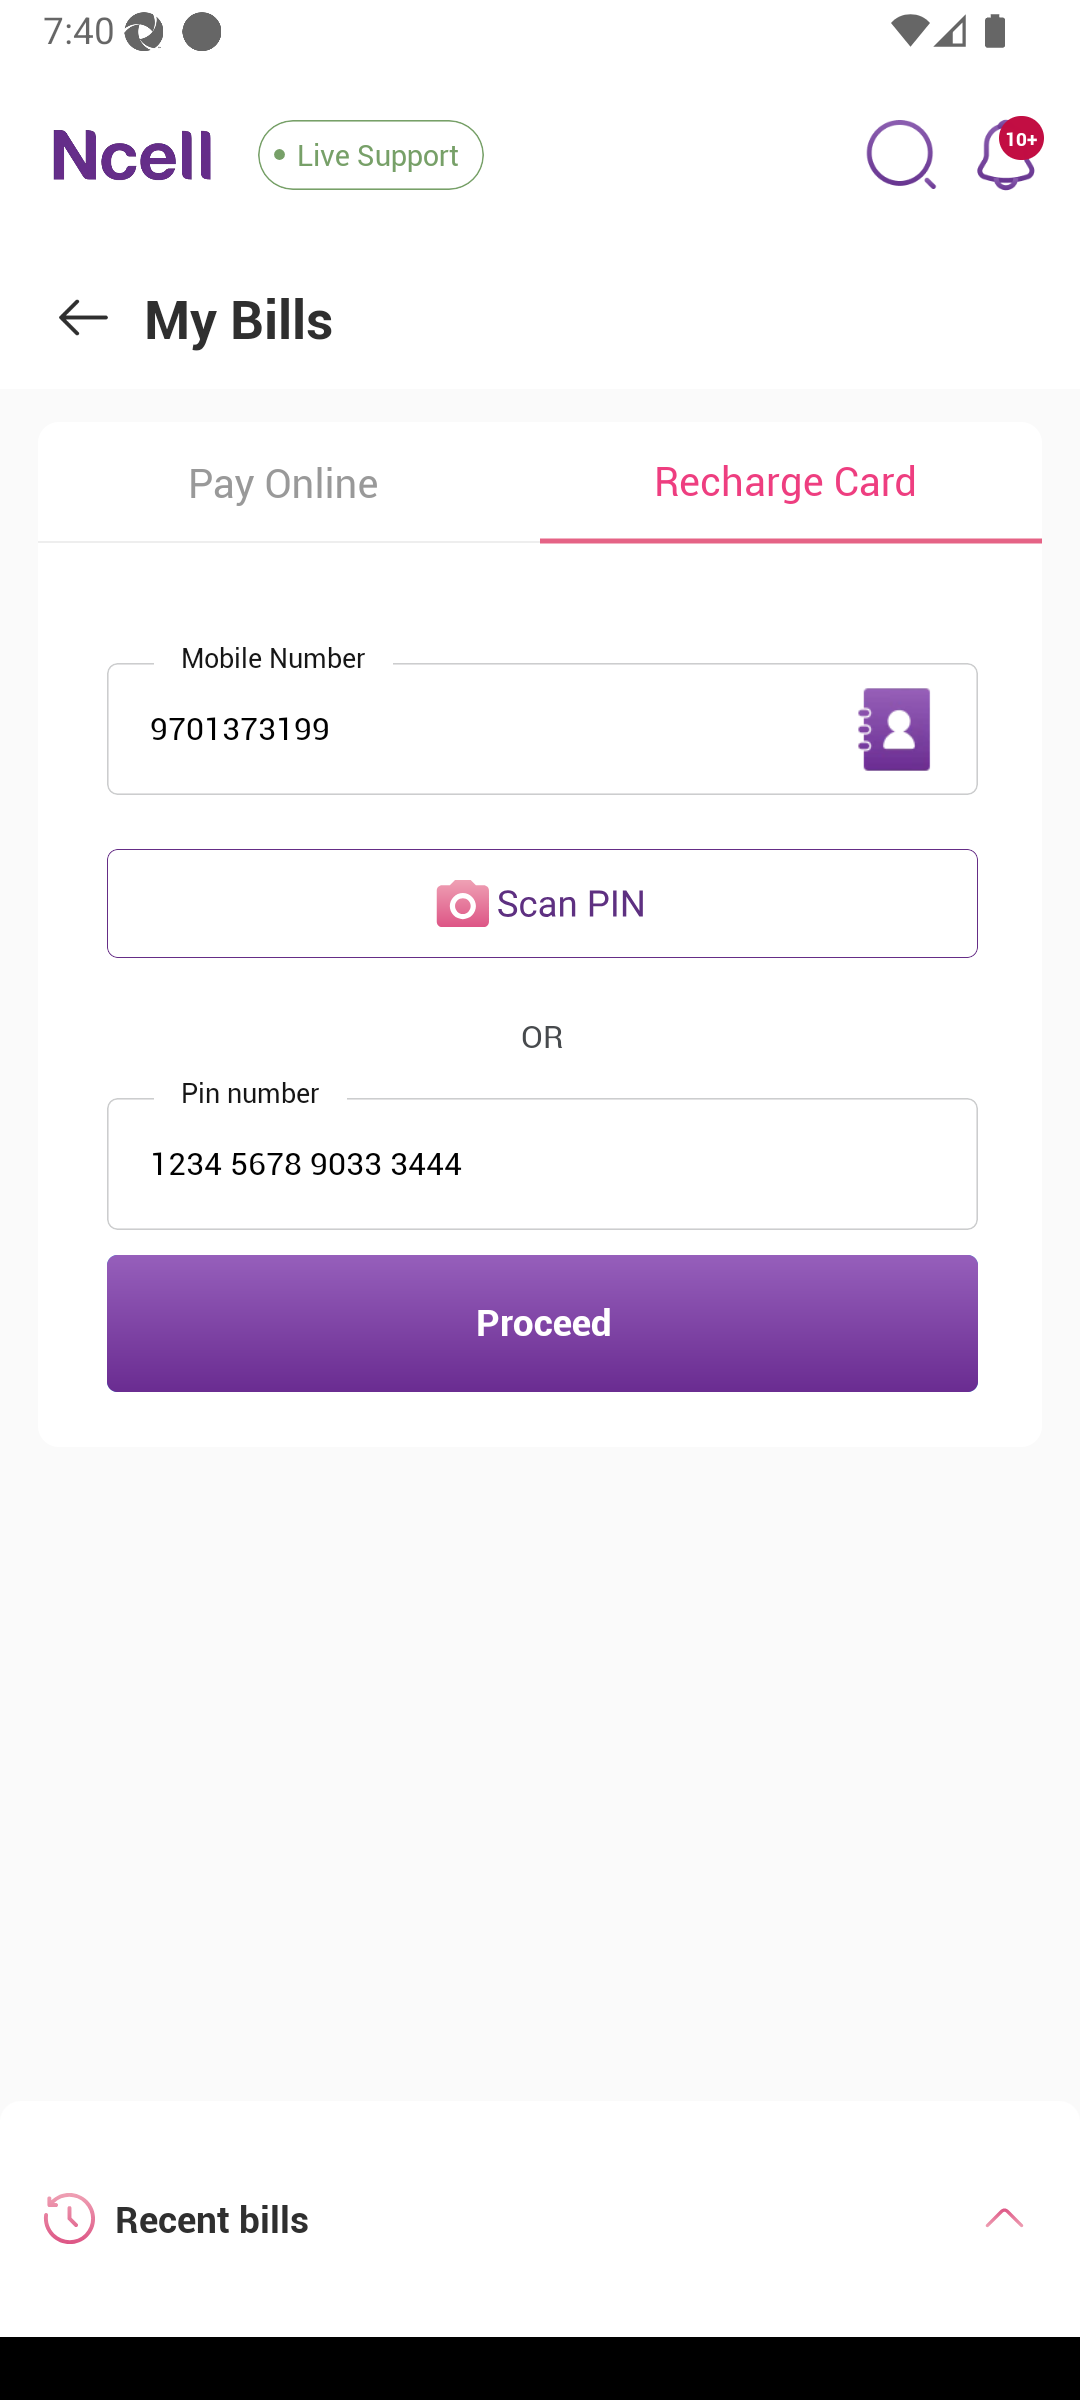 7:40
Ncell
Live Support
10+
My Bills
Pay Online
Recharge Card
Mobile Number
9701373199
Scan PIN
OR
Pin number
1234 5678 9033 3444
Proceed
Recent bills